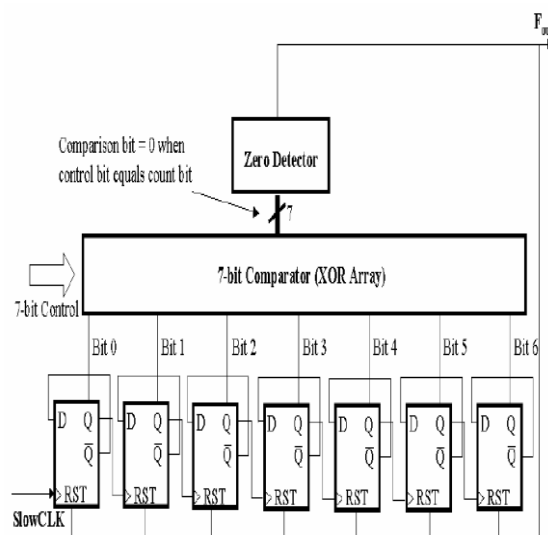 F
Comparison bit = 0 when
control bit equals count bit
Zero Detector
7
7-bit Comparator (XOR Array)
7-bit Control
Bit 0 Bit 1 Bit 2 Bit 3 Bit 4 Bit 5 Bit 6
D Q D Q D Q D Q D Q D Q D Q
Q̅ Q̅ Q̅ Q̅ Q̅ Q̅ Q̅
RST RST RST RST RST RST RST
SlowCLK